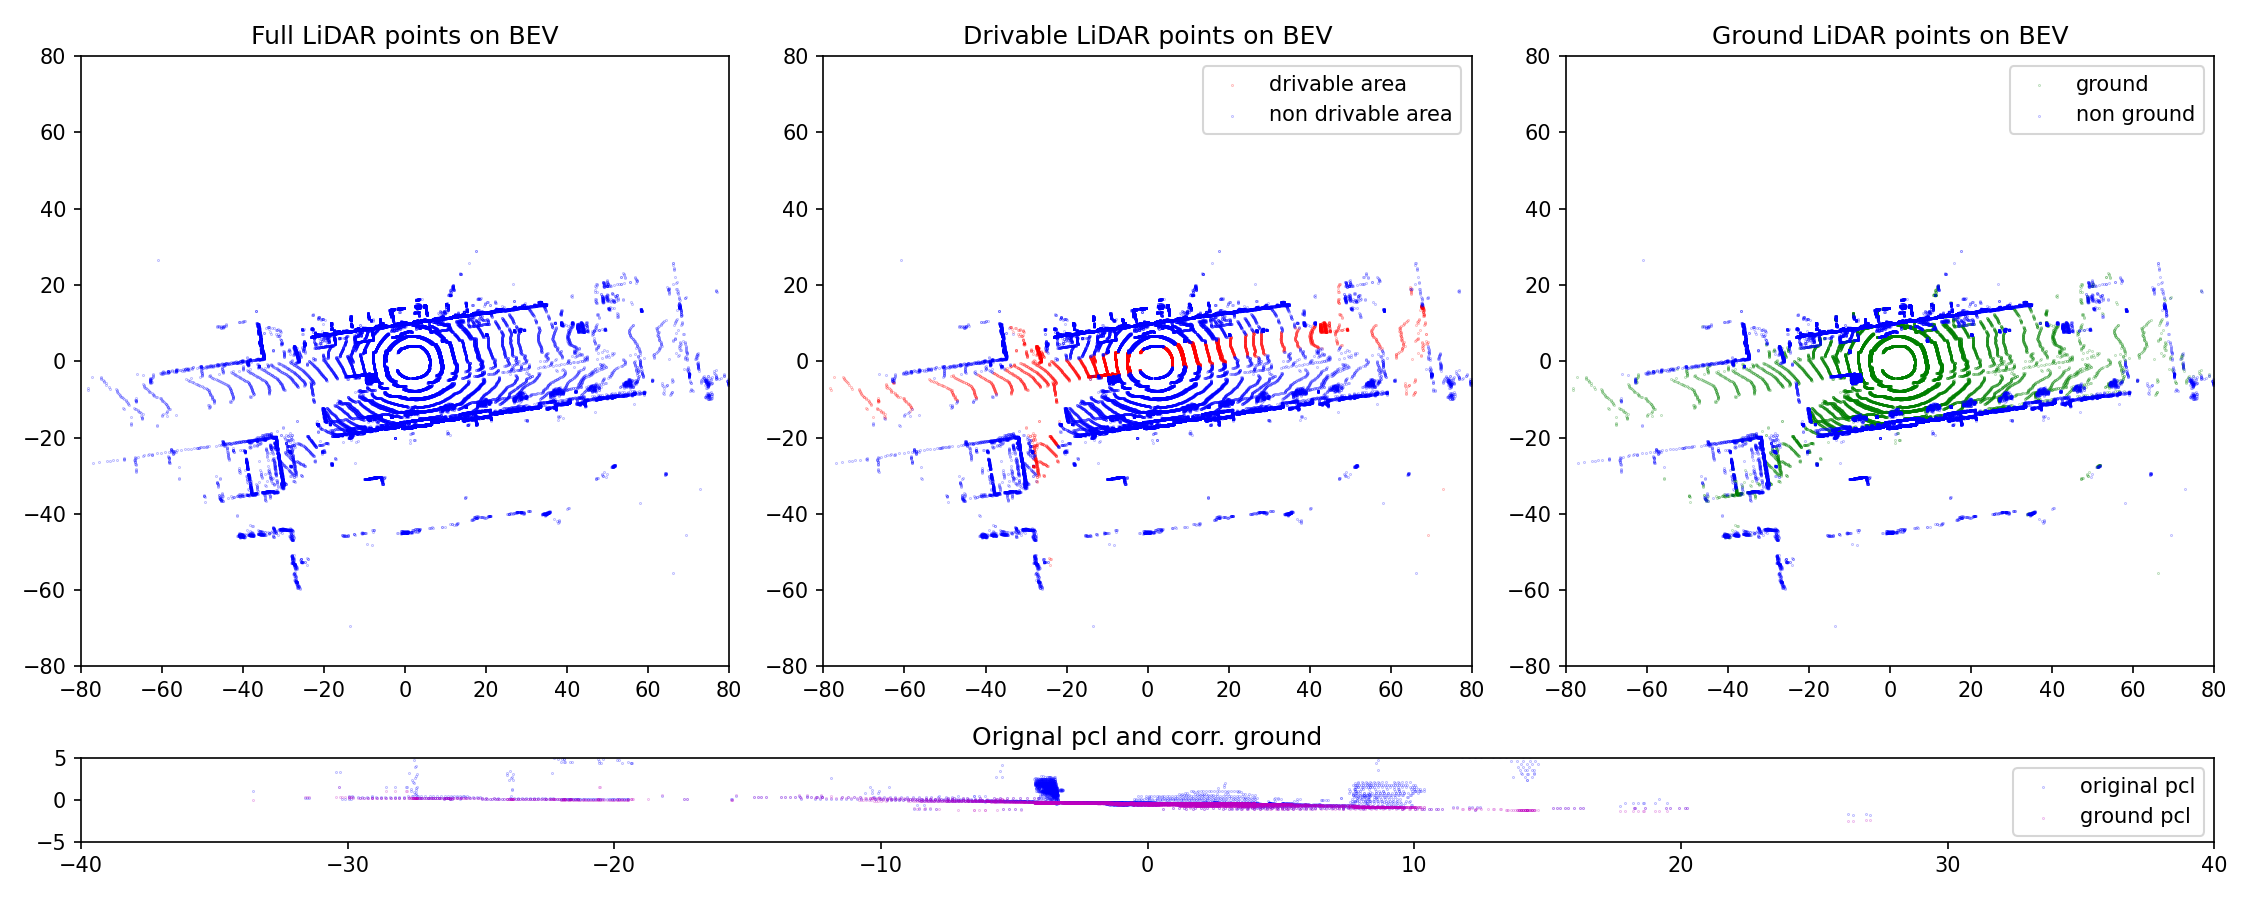 Full LiDAR points on BEV
80
60
40
20
0
−20
−40
−60
−80
−80 −60 −40 −20 0 20 40 60 80
Drivable LiDAR points on BEV
drivable area
non drivable area
80
60
40
20
0
−20
−40
−60
−80
−80 −60 −40 −20 0 20 40 60 80
Ground LiDAR points on BEV
ground
non ground
80
60
40
20
0
−20
−40
−60
−80
−80 −60 −40 −20 0 20 40 60 80
Orignal pcl and corr. ground
5
0
−5
original pcl
ground pcl
−40 −30 −20 −10 0 10 20 30 40